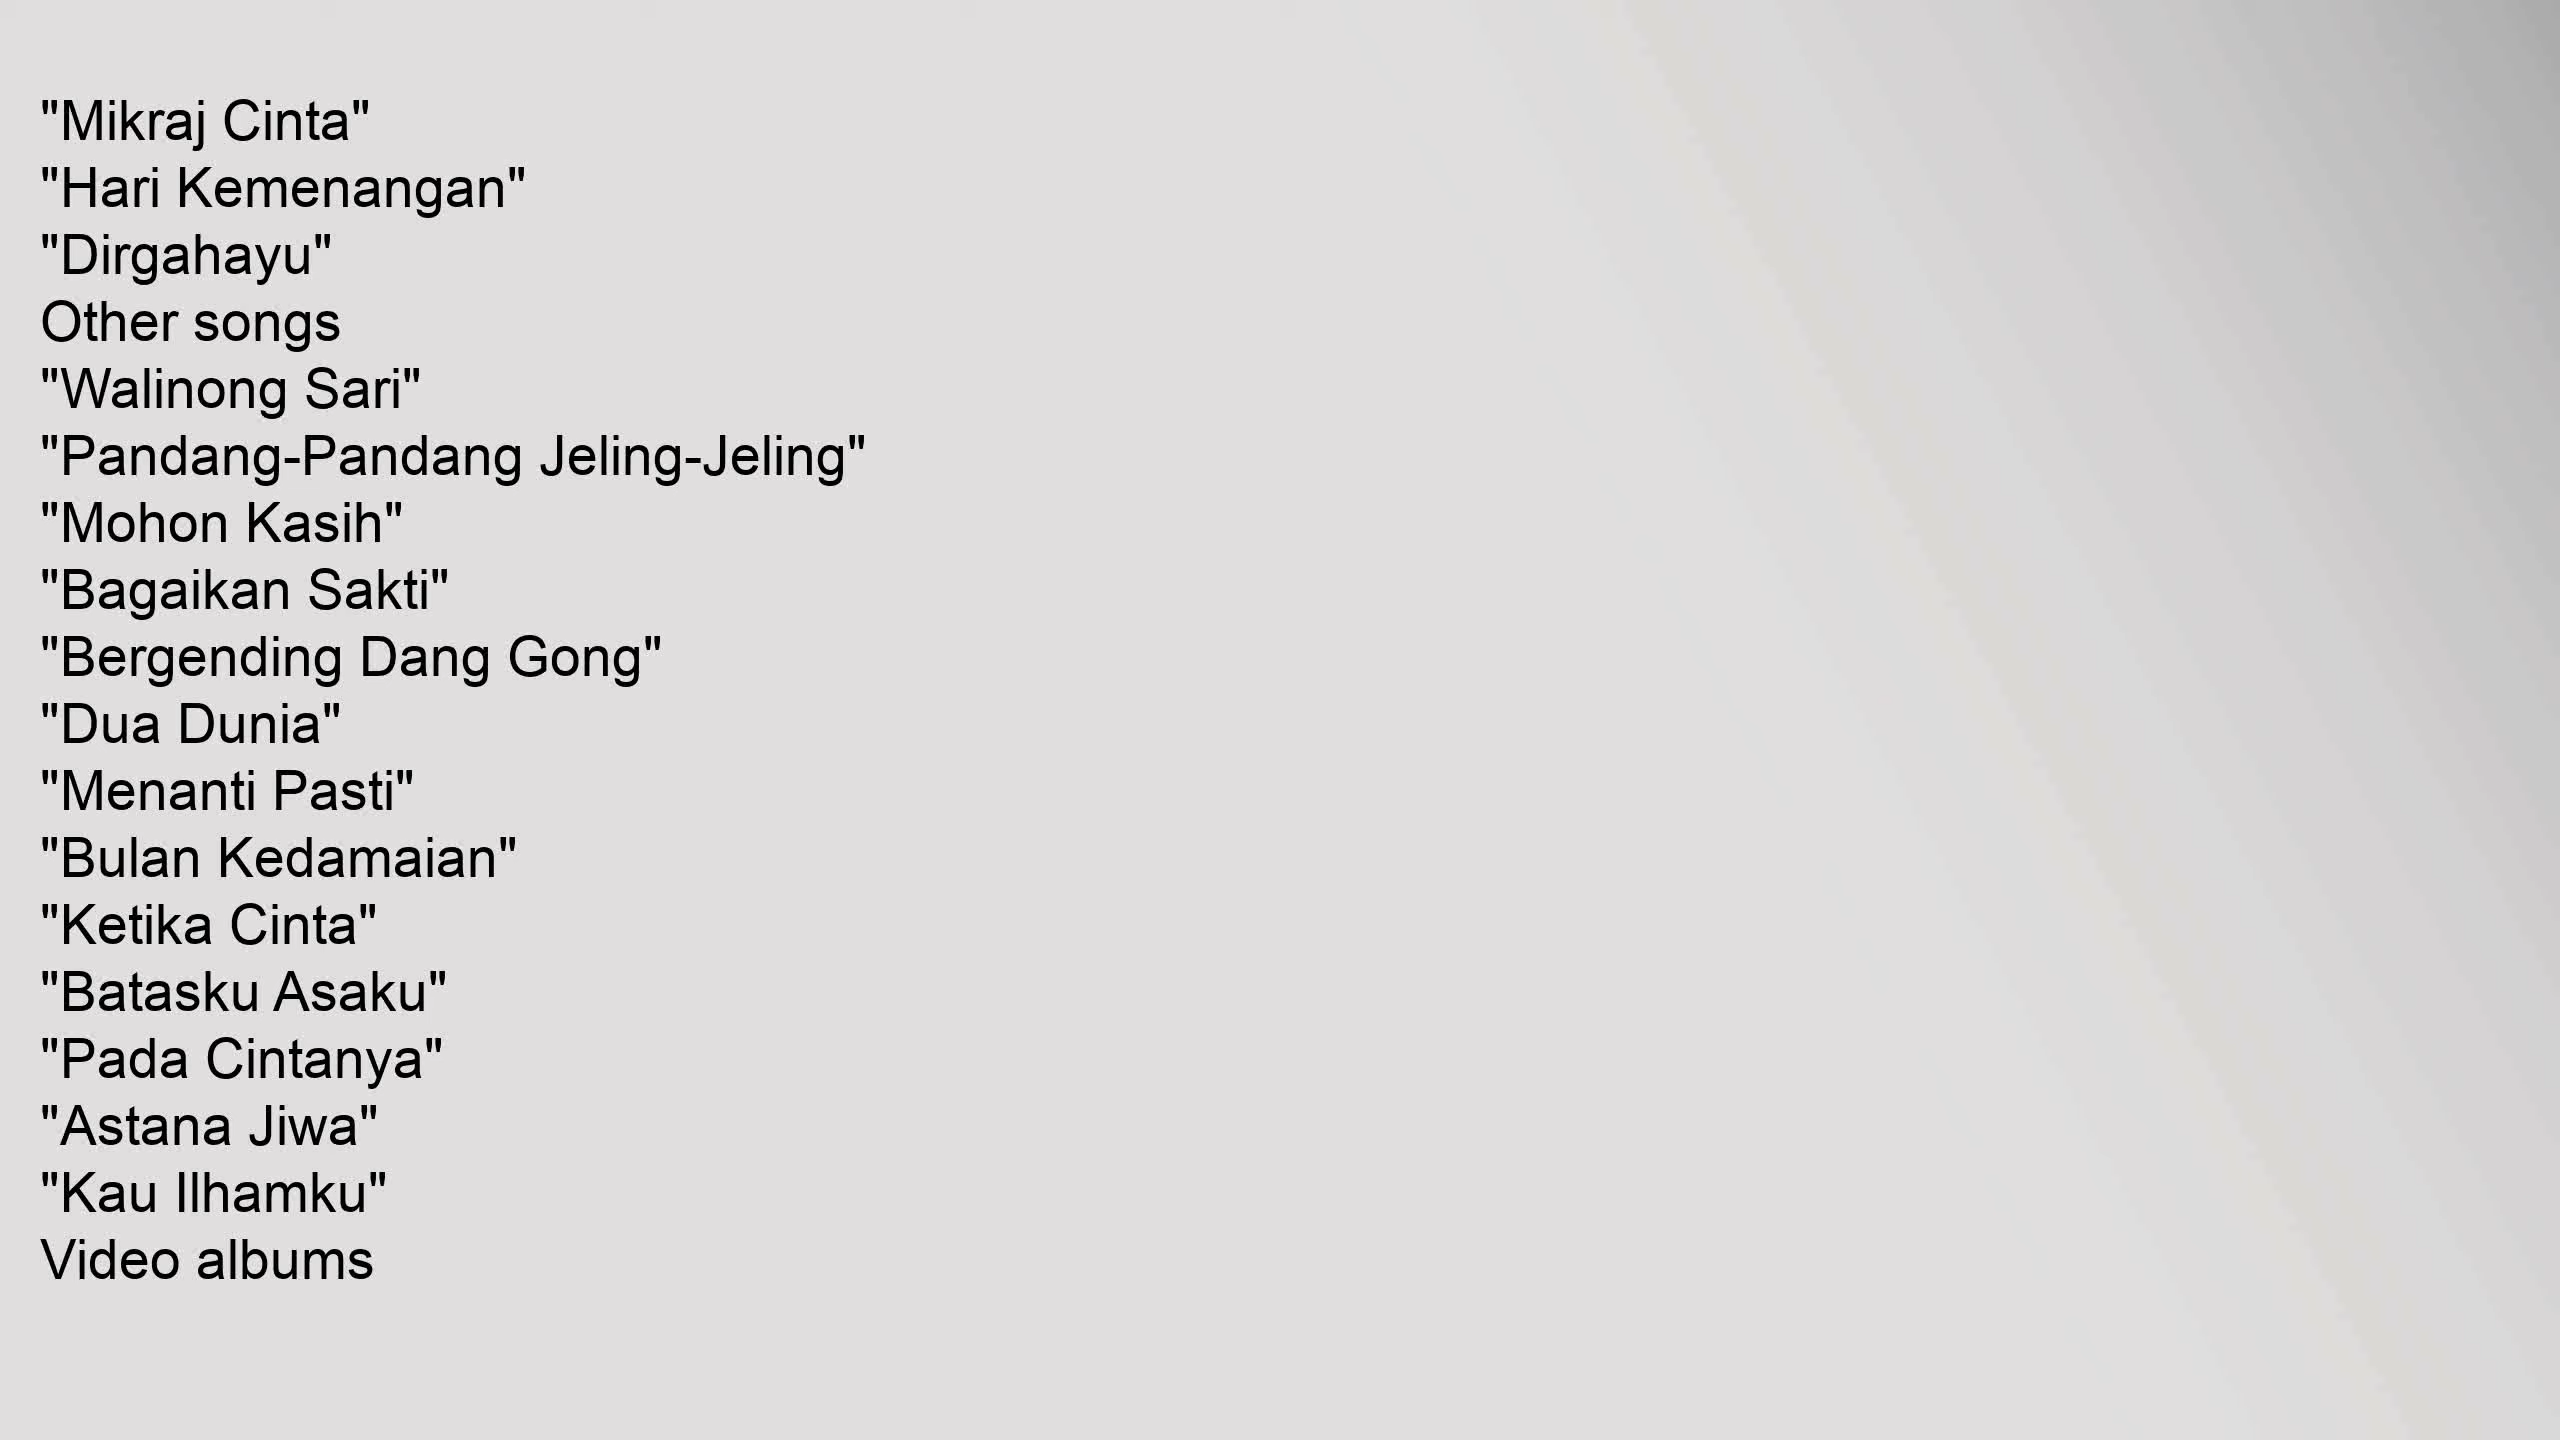 "Mikraj Cinta"
"Hari Kemenangan"
"Dirgahayu"
Other songs
"Walinong Sari"
"Pandang-Pandang Jeling-Jeling"
"Mohon Kasih"
"Bagaikan Sakti"
"Bergending Dang Gong"
"Dua Dunia"
"Menanti Pasti"
"Bulan Kedamaian"
"Ketika Cinta"
"Batasku Asaku"
"Pada Cintanya"
"Astana Jiwa"
"Kau Ilhamku"
Video albums